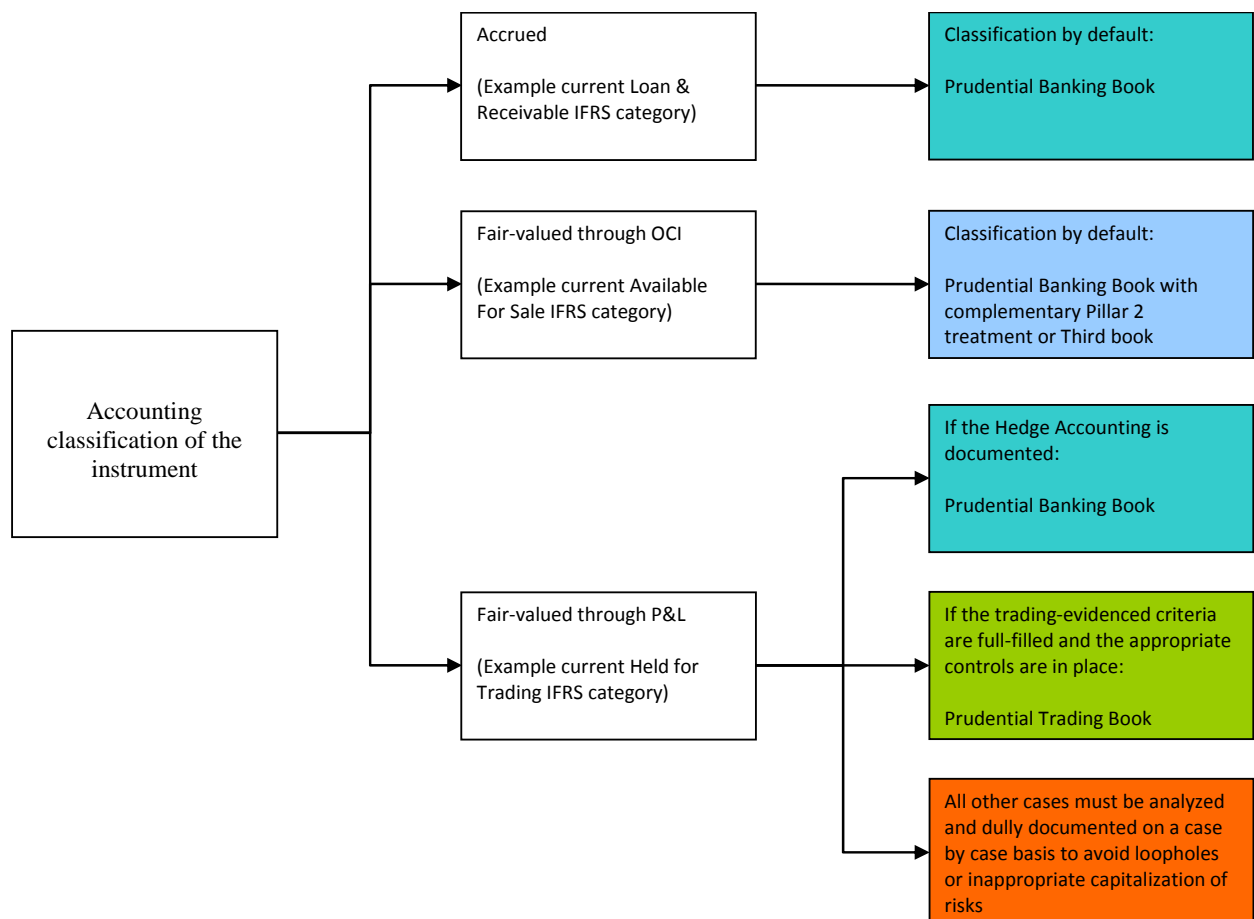 Accounting
classification of the
instrument
Accrued
(Example current Loan &
Receivable IFRS category)
Classification by default:
Prudential Banking Book
Fair-valued through OCI
(Example current Available
For Sale IFRS category)
Classification by default:
Prudential Banking Book with
complementary Pillar 2
treatment or Third book
Fair-valued through P&L
(Example current Held for
Trading IFRS category)
If the Hedge Accounting is
documented:
Prudential Banking Book
If the trading-evidenced criteria
are full-filled and the appropriate
controls are in place:
Prudential Trading Book
All other cases must be analyzed
and dully documented on a case
by case basis to avoid loopholes
or inappropriate capitalization of
risks